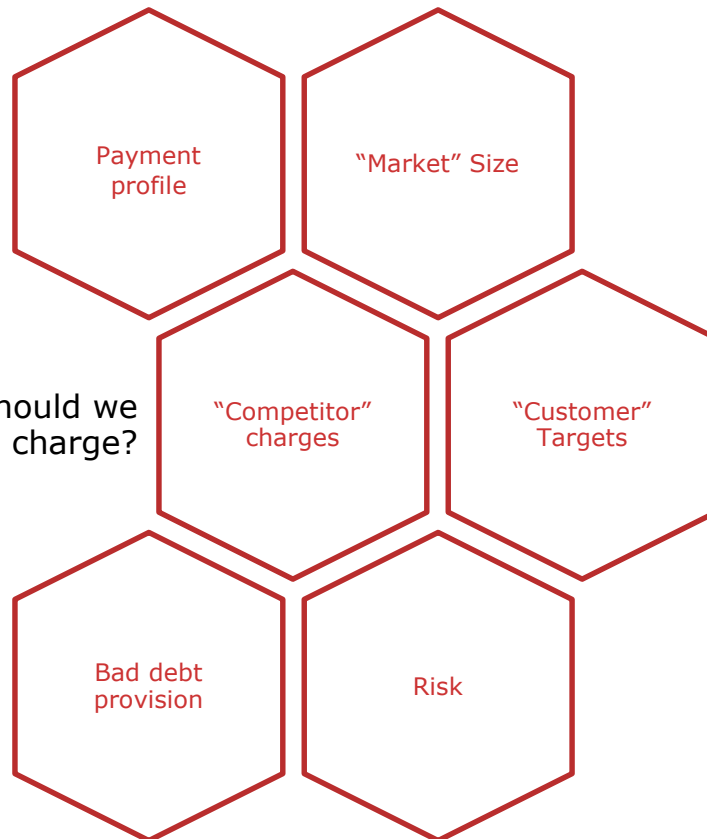 Payment
profile
“Market” Size
hould we
charge?
“Competitor”
charges
“Customer”
Targets
Bad debt
provision
Risk